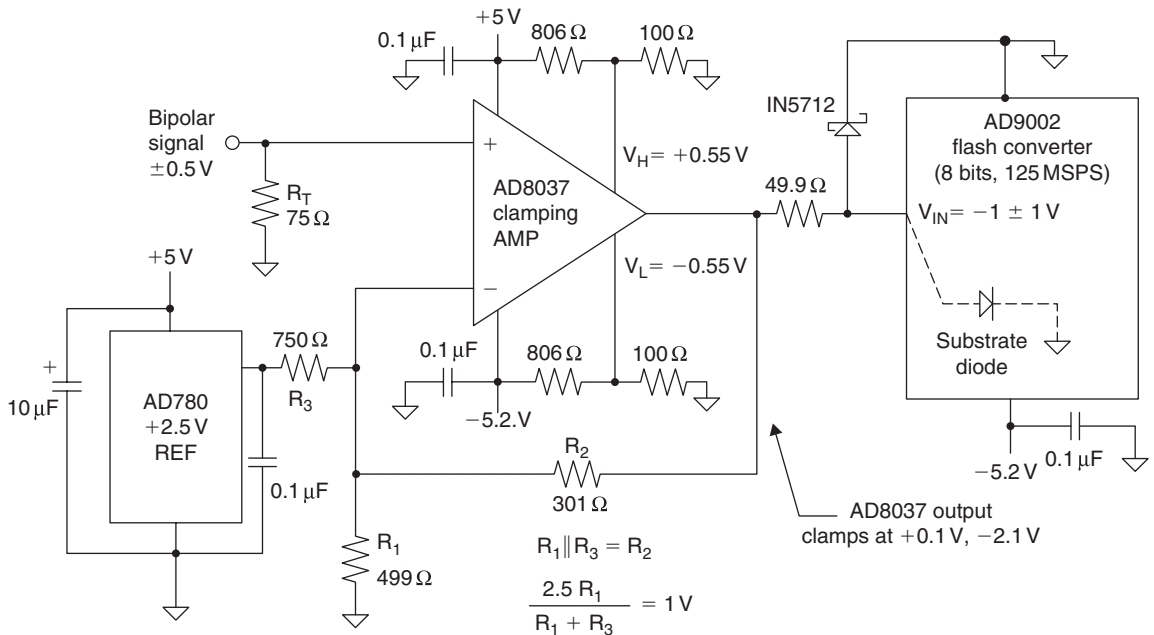 +5V
0.1 µF
806 Ω
100 Ω
Bipolar
signal
±0.5 V
R_T
75 Ω
+
−
AD8037
clamping
AMP
V_H = +0.55 V
V_L = −0.55 V
IN5712
49.9 Ω
AD9002
flash converter
(8 bits, 125 MSPS)
V_IN = −1 ± 1 V
Substrate
diode
+5V
+
10 µF
AD780
+2.5 V
REF
750 Ω
R_3
0.1 µF
0.1 µF
806 Ω
100 Ω
−5.2.V
R_2
301 Ω
R_1
499 Ω
−5.2 V
0.1 µF
AD8037 output
clamps at +0.1 V, −2.1 V
R_1 || R_3 = R_2
2.5 R_1
R_1 + R_3
= 1 V